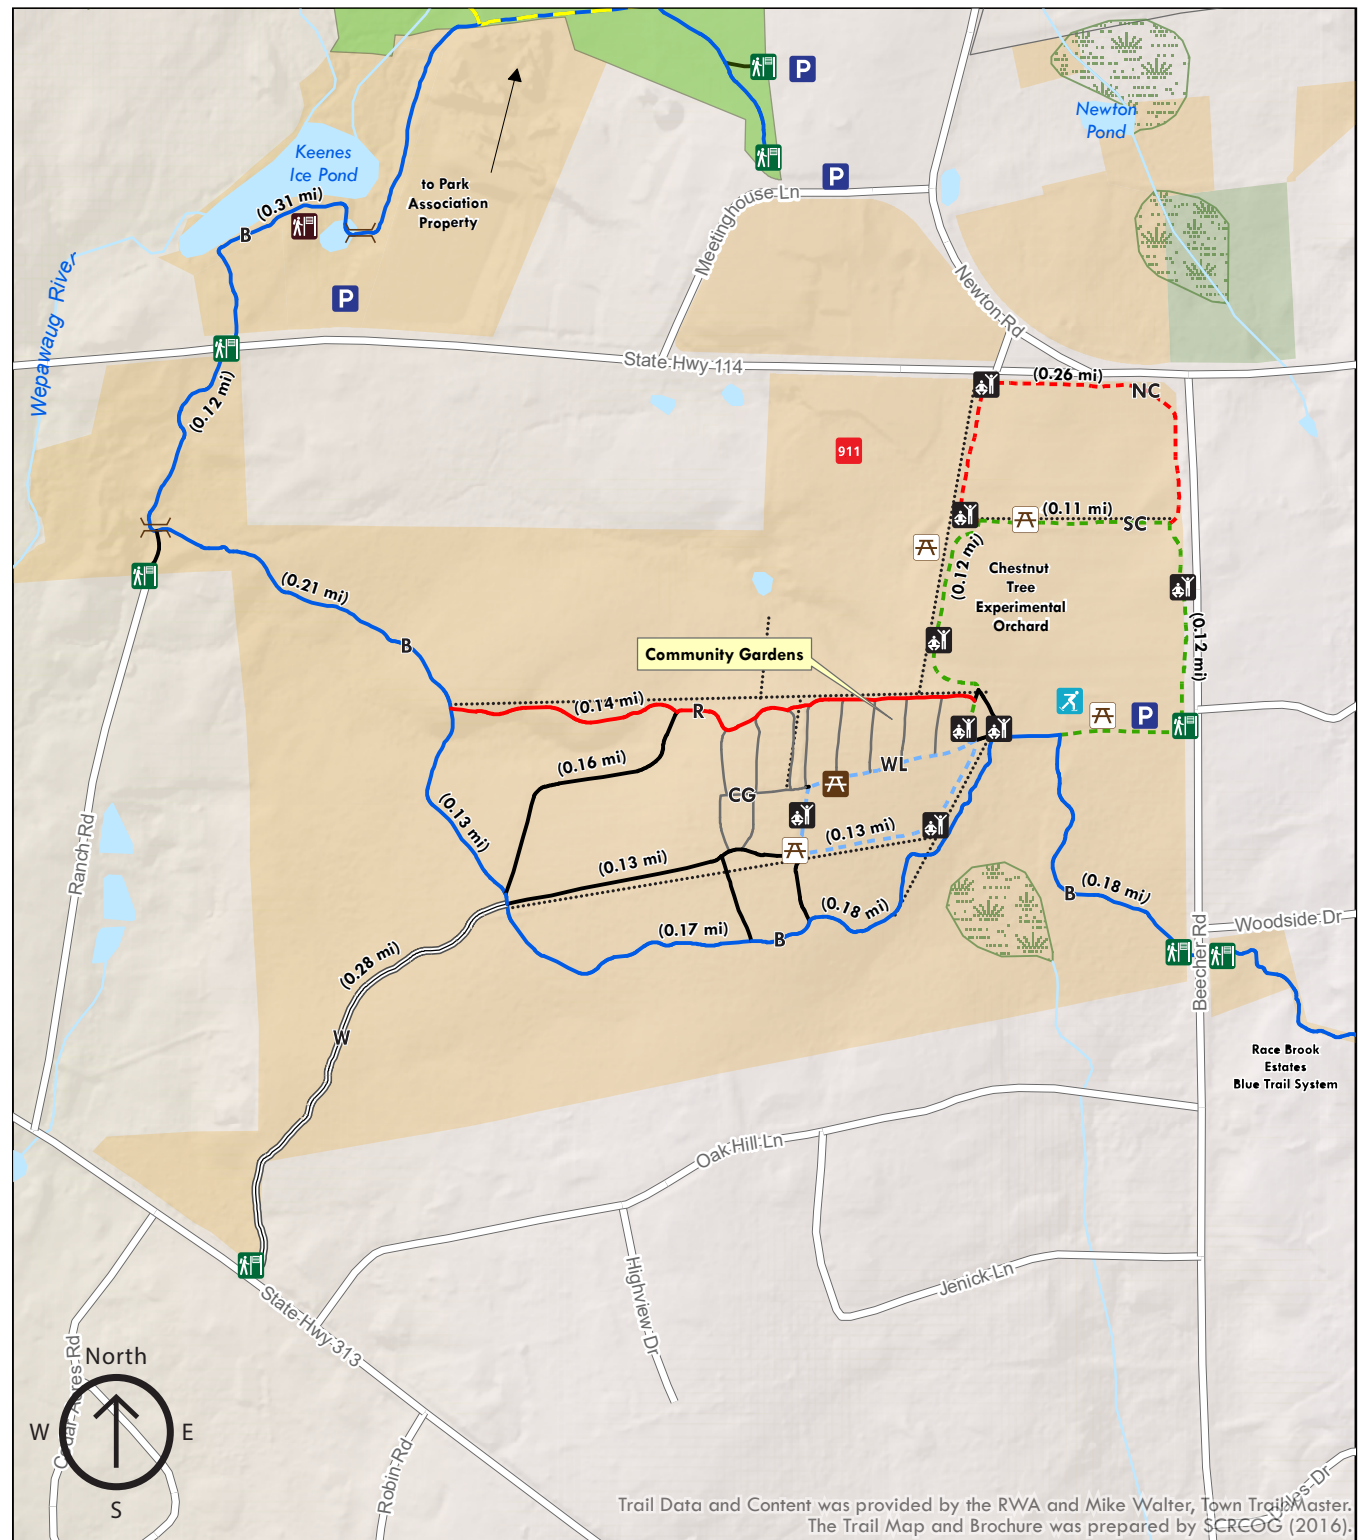 P
Newton
Pond
Keenes
Ice Pond
P
to Park
Association
Property
(0.31 mi)
B
Meetinghouse Ln
Wepawaug River
P
Newton Rd
State Hwy 114
(0.26 mi)
NC
(0.12 mi)
911
(0.11 mi)
SC
(0.12 mi)
Chestnut
Tree
Experimental
Orchard
(0.21 mi)
B
(0.12 mi)
Community Gardens
(0.14 mi)
R
P
(0.16 mi)
WL
CG
(0.13 mi)
(0.13 mi)
(0.13 mi)
Ranch Rd
(0.18 mi)
B
(0.18 mi)
(0.17 mi)
B
Woodside Dr
Beecher Rd
(0.28 mi)
W
Race Brook
Estates
Blue Trail System
Oak Hill Ln
Highview Dr
Jenick Ln
State Hwy 313
North
W
E
S
Robin Rd
Trail Data and Content was provided by the RWA and Mike Walter, Town TrailMaster.
The Trail Map and Brochure was prepared by SCRCOG (2016).